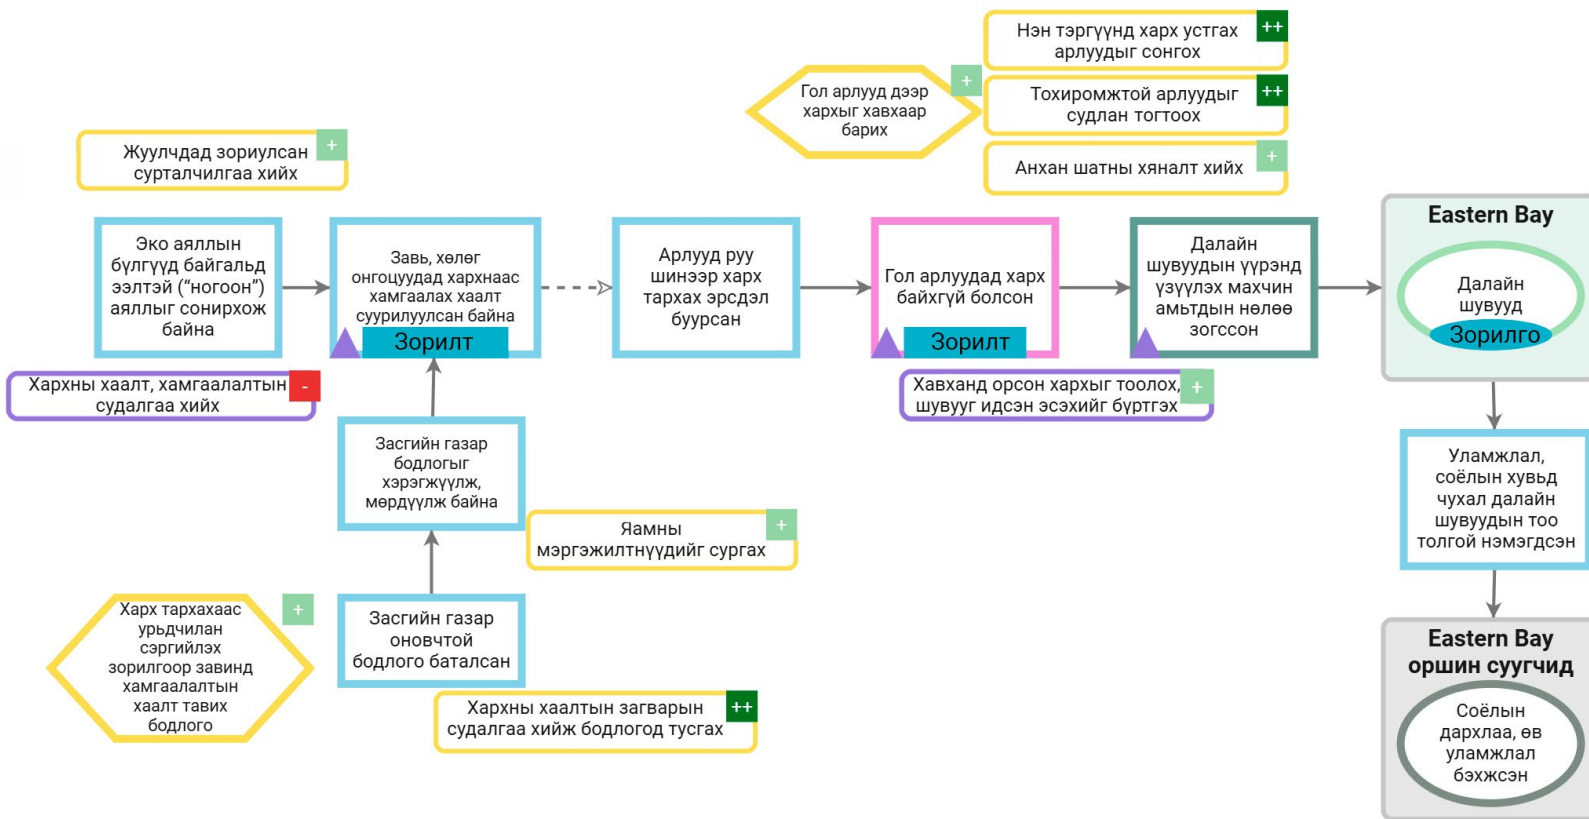 Нэн тэргүүнд харх устгах
арлуудыг сонгох
++
Гол арлууд дээр
хархыг хавхаар
барих
+
Тохиромжтой арлуудыг
судлан тогтоох
++
Анхан шатны хяналт хийх
+
Жуулчдад зориулсан
сурталчилгаа хийх
+
Эко аяллын
бүлгүүд байгальд
ээлтэй (“ногоон”)
аяллыг сонирхож
байна
Завь, хөлөг
онгоцуудад хархнаас
хамгаалах хаалт
суурилуулсан байна
Зорилт
Арлууд руу
шинээр харх
тархах эрсдэл
буурсан
Гол арлуудад харх
байхгүй болсон
Зорилт
Далайн
шувуудын үүрэнд
үзүүлэх махчин
амьтдын нөлөө
зогссон
Eastern Bay
Далайн
шувууд
Зорилго
Хархны хаалт, хамгаалалтын
судалгаа хийх
-
Хавханд орсон хархыг тоолох,
шувууг идсэн эсэхийг бүртгэх
+
Засгийн газар
бодлогыг
хэрэгжүүлж,
мөрдүүлж байна
Яамны
мэргэжилтнүүдийг сургах
+
Уламжлал,
соёлын хувьд
чухал далайн
шувуудын тоо
толгой нэмэгдсэн
Харх тархахаас
урьдчилан
сэргийлэх
зорилгоор завинд
хамгаалалтын
хаалт тавих
бодлого
+
Засгийн газар
оновчтой
бодлого баталсан
Хархны хаалтын загварын
судалгаа хийж бодлогод тусгах
++
Eastern Bay
оршин суугчид
Соёлын
дархлаа, өв
уламжлал
бэхжсэн